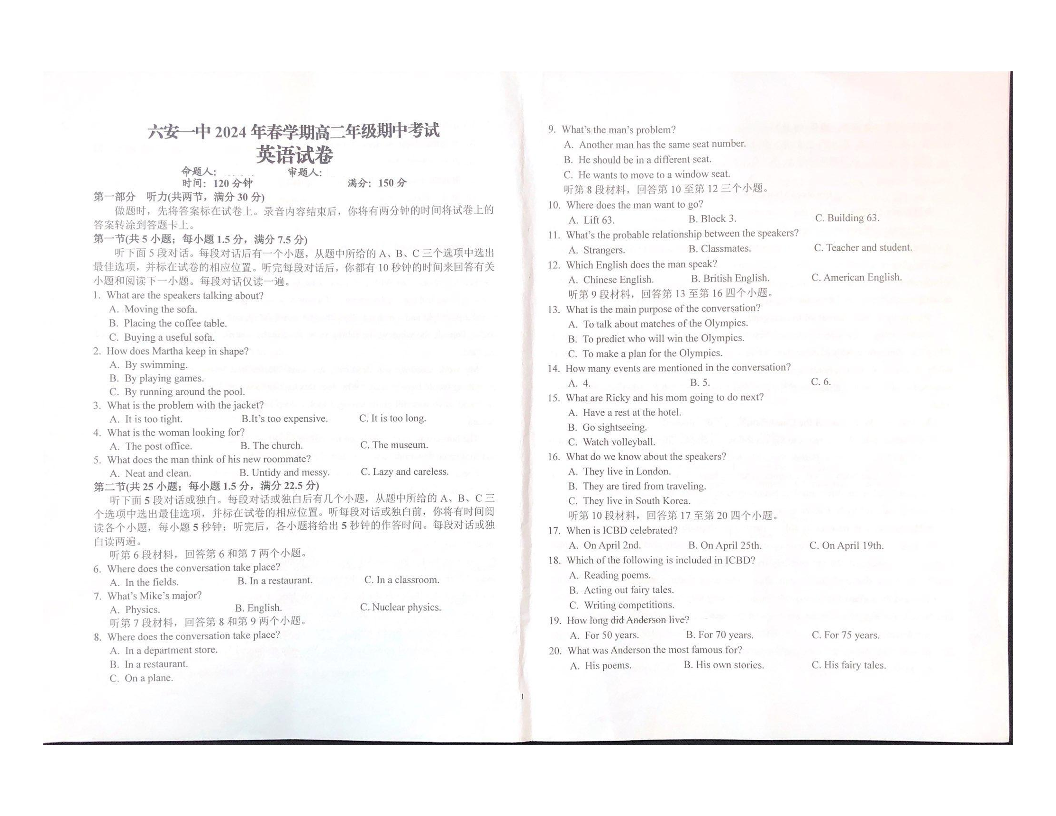 六安一中 2024 年春学期高二年级期中考试
英语试卷
命题人： 审题人：
时间：120 分钟 满分：150 分
第一部分 听力(共两节，满分 30 分)
做题时，先将答案标在试卷上。录音内容结束后，你将有两分钟的时间将试卷上的
答案转涂到答题卡上。
第一节(共 5 小题；每小题 1.5 分，满分 7.5 分)
听下面 5 段对话。每段对话后有一个小题，从题中所给的 A、B、C 三个选项中选出
最佳选项，并标在试卷的相应位置。听完每段对话后，你都有 10 秒钟的时间来回答有关
小题和阅读下一小题。每段对话仅读一遍。
1. What are the speakers talking about?
A. Moving the sofa.
B. Placing the coffee table.
C. Buying a useful sofa.
2. How does Martha keep in shape?
A. By swimming.
B. By playing games.
C. By running around the pool.
3. What is the problem with the jacket?
A. It is too tight. B.It's too expensive. C. It is too long.
4. What is the woman looking for?
A. The post office. B. The church. C. The museum.
5. What does the man think of his new roommate?
A. Neat and clean. B. Untidy and messy. C. Lazy and careless.
第二节(共 25 小题；每小题 1.5 分，满分 22.5 分)
听下面 5 段对话或独白。每段对话或独白后有几个小题，从题中所给的 A、B、C 三
个选项中选出最佳选项，并标在试卷的相应位置。听每段对话或独白前，你将有时间阅
读各个小题，每小题 5 秒钟；听完后，各小题将给出 5 秒钟的作答时间。每段对话或独
白读两遍。
听第 6 段材料，回答第 6 和第 7 两个小题。
6. Where does the conversation take place?
A. In the fields. B. In a restaurant. C. In a classroom.
7. What's Mike's major?
A. Physics. B. English. C. Nuclear physics.
听第 7 段材料，回答第 8 和第 9 两个小题。
8. Where does the conversation take place?
A. In a department store.
B. In a restaurant.
C. On a plane.
9. What's the man's problem?
A. Another man has the same seat number.
B. He should be in a different seat.
C. He wants to move to a window seat.
听第 8 段材料，回答第 10 至第 12 三个小题。
10. Where does the man want to go?
A. Lift 63. B. Block 3. C. Building 63.
11. What's the probable relationship between the speakers?
A. Strangers. B. Classmates. C. Teacher and student.
12. Which English does the man speak?
A. Chinese English. B. British English. C. American English.
听第 9 段材料，回答第 13 至第 16 四个小题。
13. What is the main purpose of the conversation?
A. To talk about matches of the Olympics.
B. To predict who will win the Olympics.
C. To make a plan for the Olympics.
14. How many events are mentioned in the conversation?
A. 4. B. 5. C. 6.
15. What are Ricky and his mom going to do next?
A. Have a rest at the hotel.
B. Go sightseeing.
C. Watch volleyball.
16. What do we know about the speakers?
A. They live in London.
B. They are tired from traveling.
C. They live in South Korea.
听第 10 段材料，回答第 17 至第 20 四个小题。
17. When is ICBD celebrated?
A. On April 2nd. B. On April 25th. C. On April 19th.
18. Which of the following is included in ICBD?
A. Reading poems.
B. Acting out fairy tales.
C. Writing competitions.
19. How long did Anderson live?
A. For 50 years. B. For 70 years. C. For 75 years.
20. What was Anderson the most famous for?
A. His poems. B. His own stories. C. His fairy tales.
1